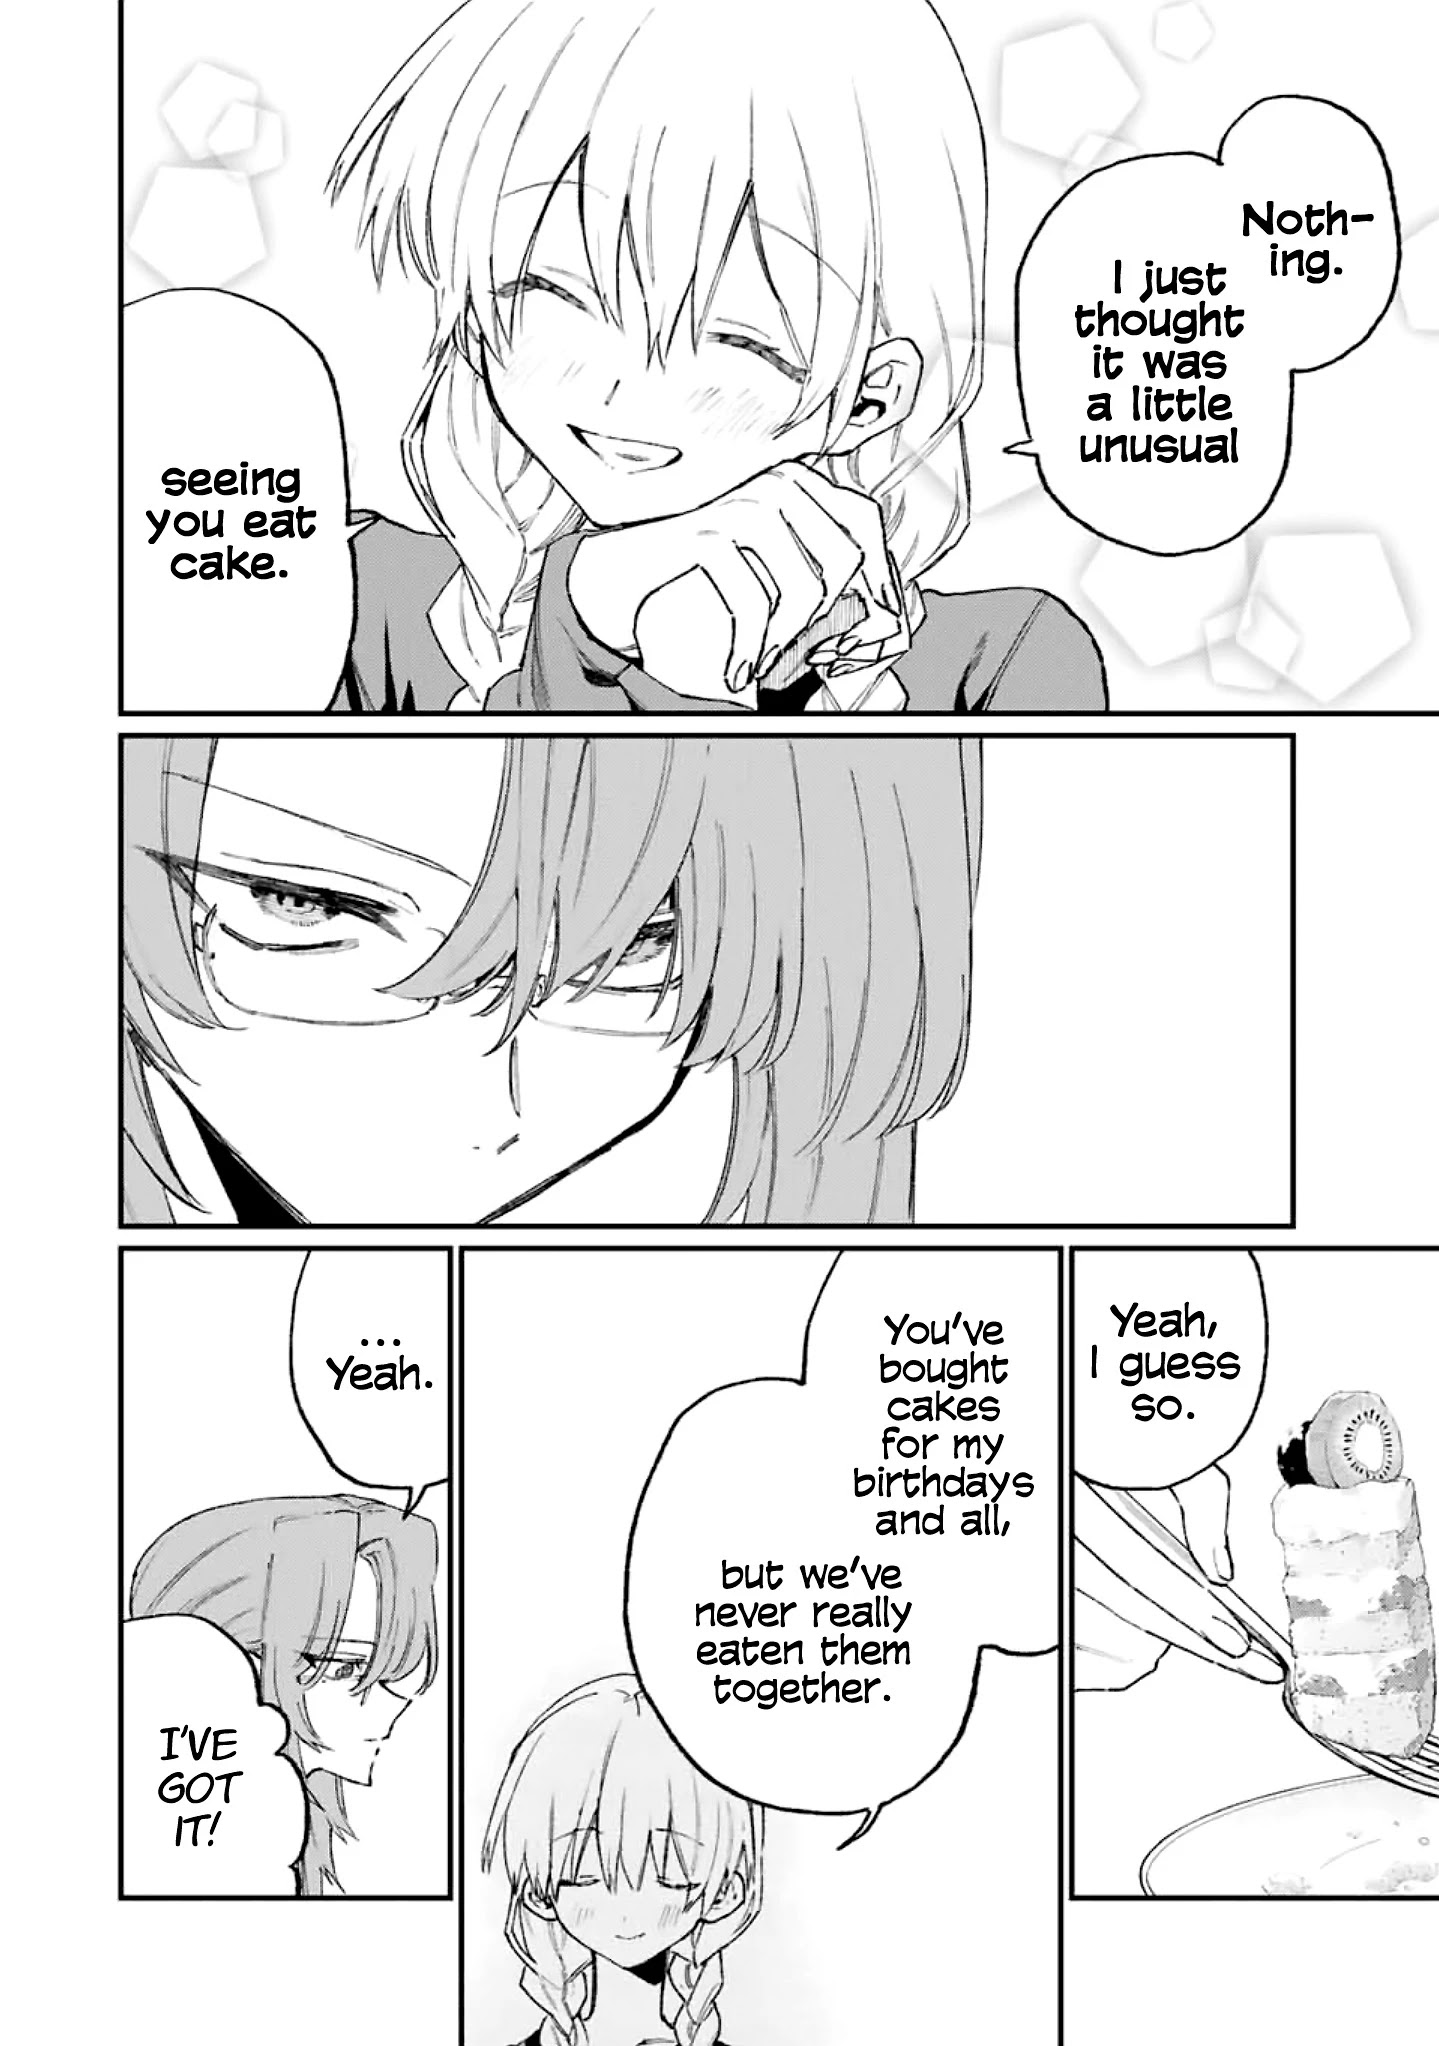 Noth-
ing.
I just
thought
it was
a little
unusual
seeing
you eat
cake.
Yeah,
I guess
so.
You've
bought
cakes
for my
birthdays
and all,
but we've
never really
eaten them
together.
...
Yeah.
I'VE
GOT
IT!